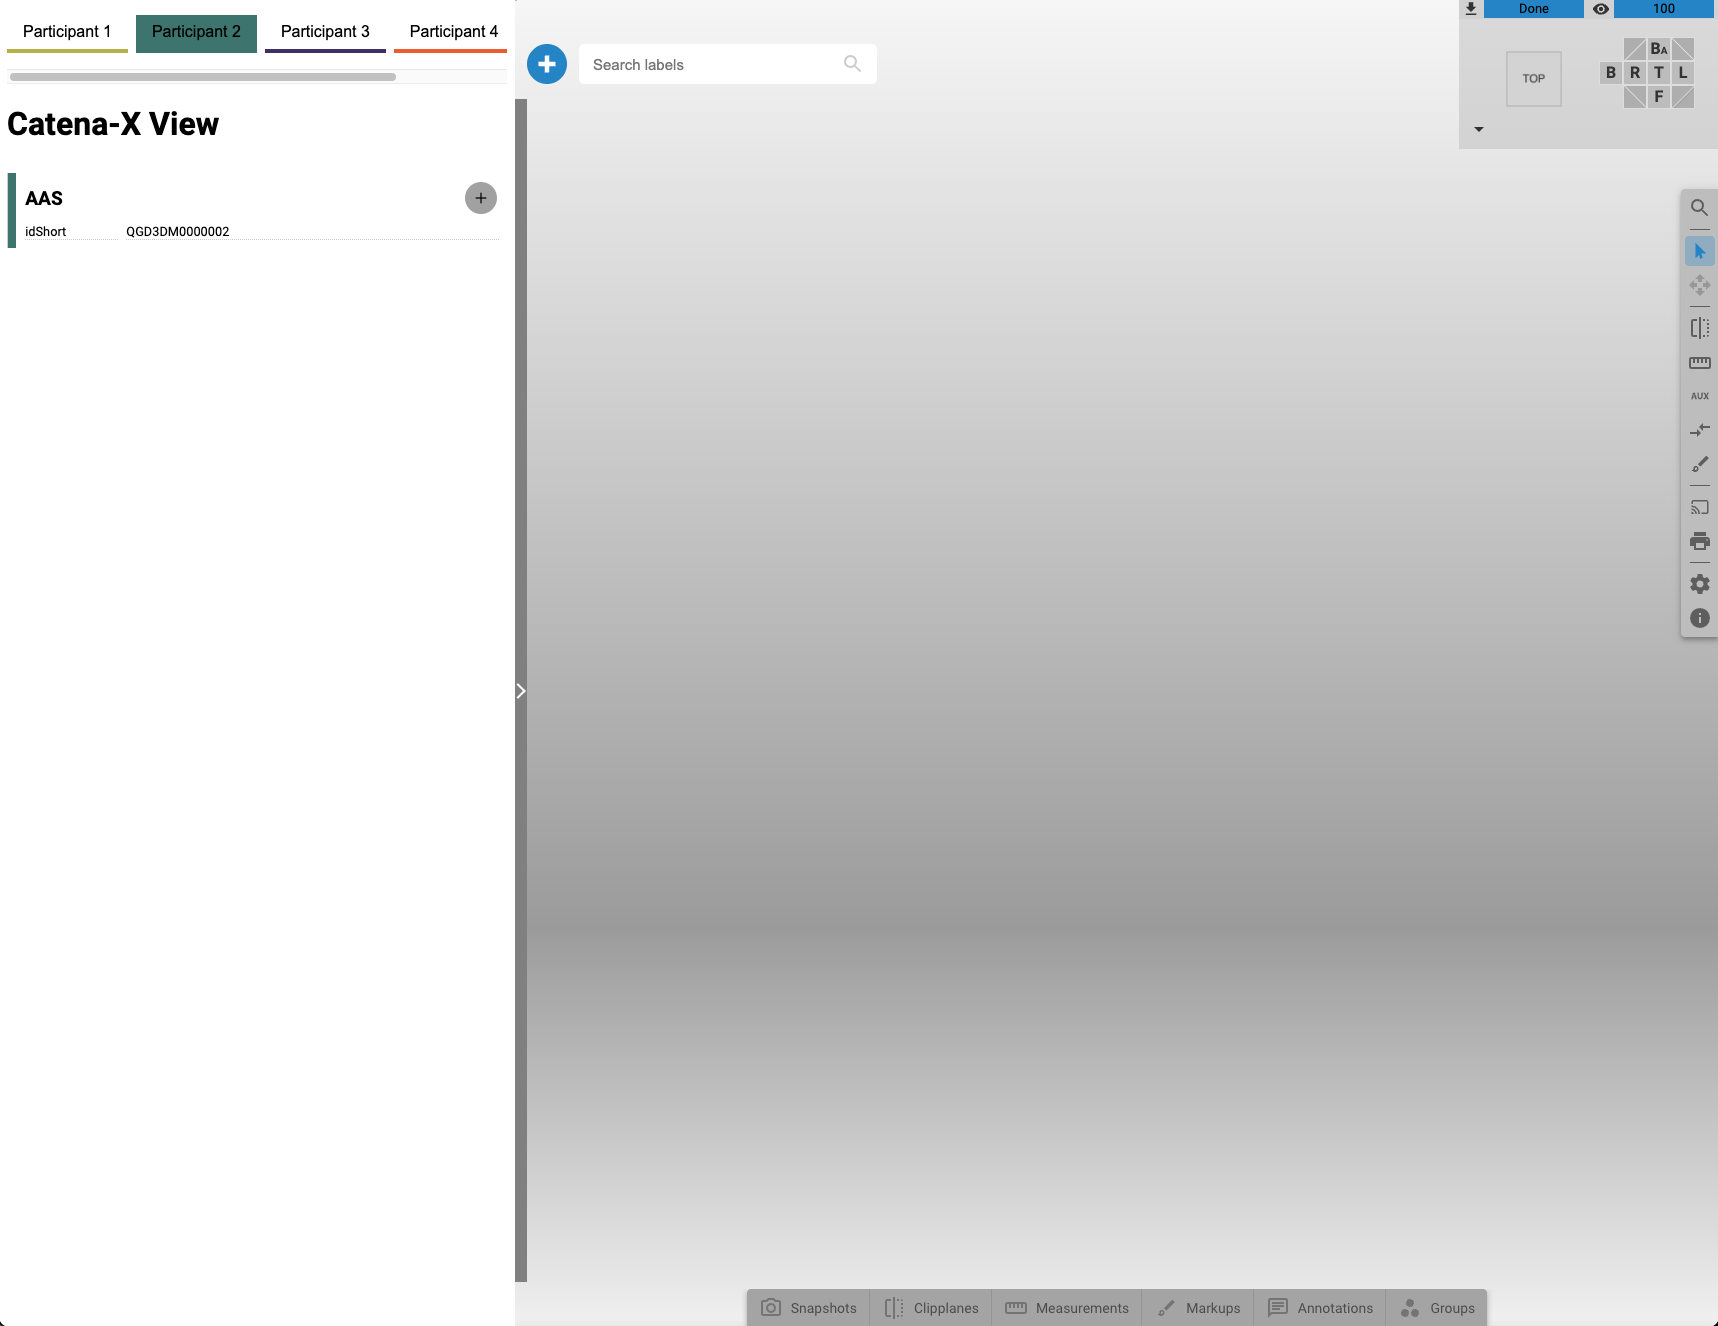 Participant 1
Participant 2
Participant 3
Participant 4
Catena-X View
AAS
idShort QGD3DM0000002
Search labels
Done
100
TOP
BA
B R T L
F
AUX
Snapshots
Clipplanes
Measurements
Markups
Annotations
Groups